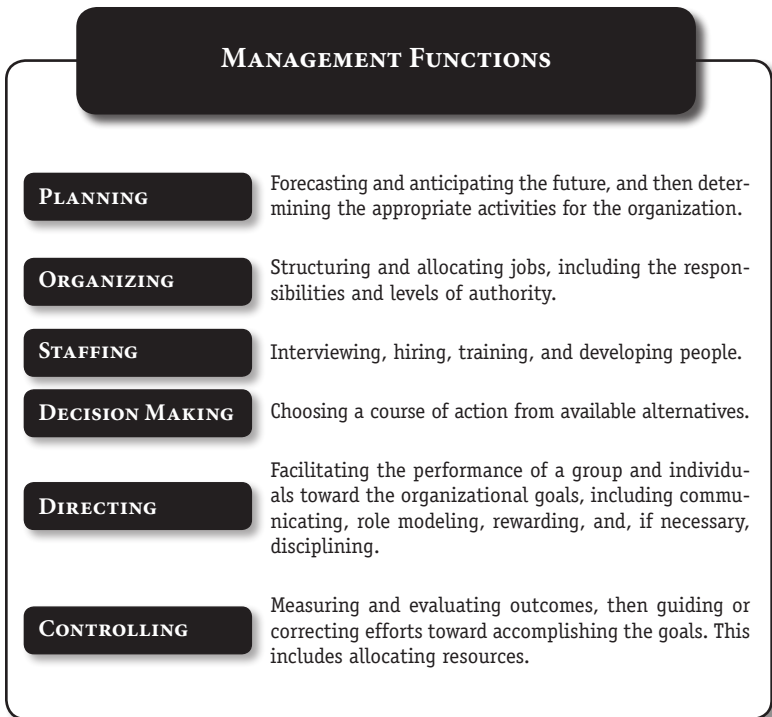 MANAGEMENT FUNCTIONS
PLANNING
Forecasting and anticipating the future, and then deter-
mining the appropriate activities for the organization.
ORGANIZING
Structuring and allocating jobs, including the respon-
sibilities and levels of authority.
STAFFING
Interviewing, hiring, training, and developing people.
DECISION MAKING
Choosing a course of action from available alternatives.
DIRECTING
Facilitating the performance of a group and individu-
als toward the organizational goals, including commu-
nicating, role modeling, rewarding, and, if necessary,
disciplining.
CONTROLLING
Measuring and evaluating outcomes, then guiding or
correcting efforts toward accomplishing the goals. This
includes allocating resources.